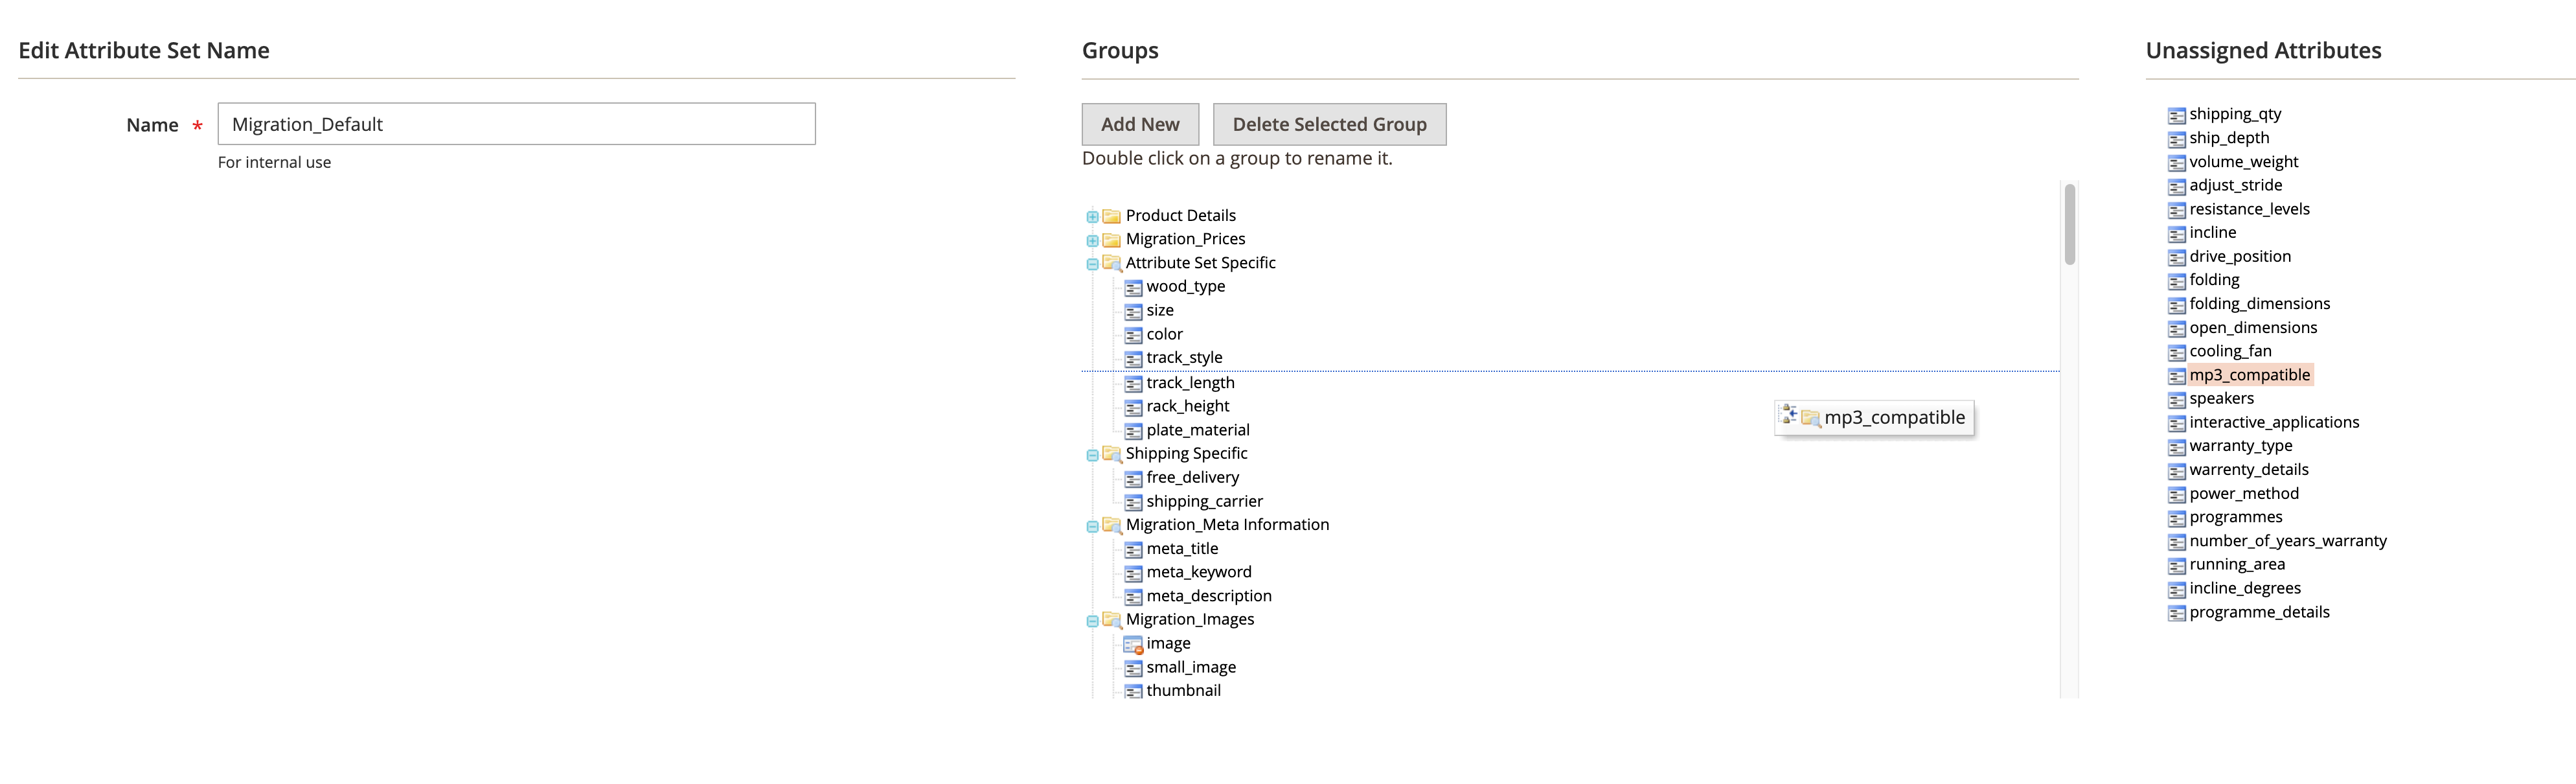 Edit Attribute Set Name
Name *
Migration_Default
For internal use
Groups
Add New
Delete Selected Group
Double click on a group to rename it.
Product Details
Migration_Prices
Attribute Set Specific
wood_type
size
color
track_style
track_length
rack_height
plate_material
Shipping Specific
free_delivery
shipping_carrier
Migration_Meta Information
meta_title
meta_keyword
meta_description
Migration_Images
image
small_image
thumbnail
mp3_compatible
Unassigned Attributes
shipping_qty
ship_depth
volume_weight
adjust_stride
resistance_levels
incline
drive_position
folding
folding_dimensions
open_dimensions
cooling_fan
mp3_compatible
speakers
interactive_applications
warranty_type
warrenty_details
power_method
programmes
number_of_years_warranty
running_area
incline_degrees
programme_details